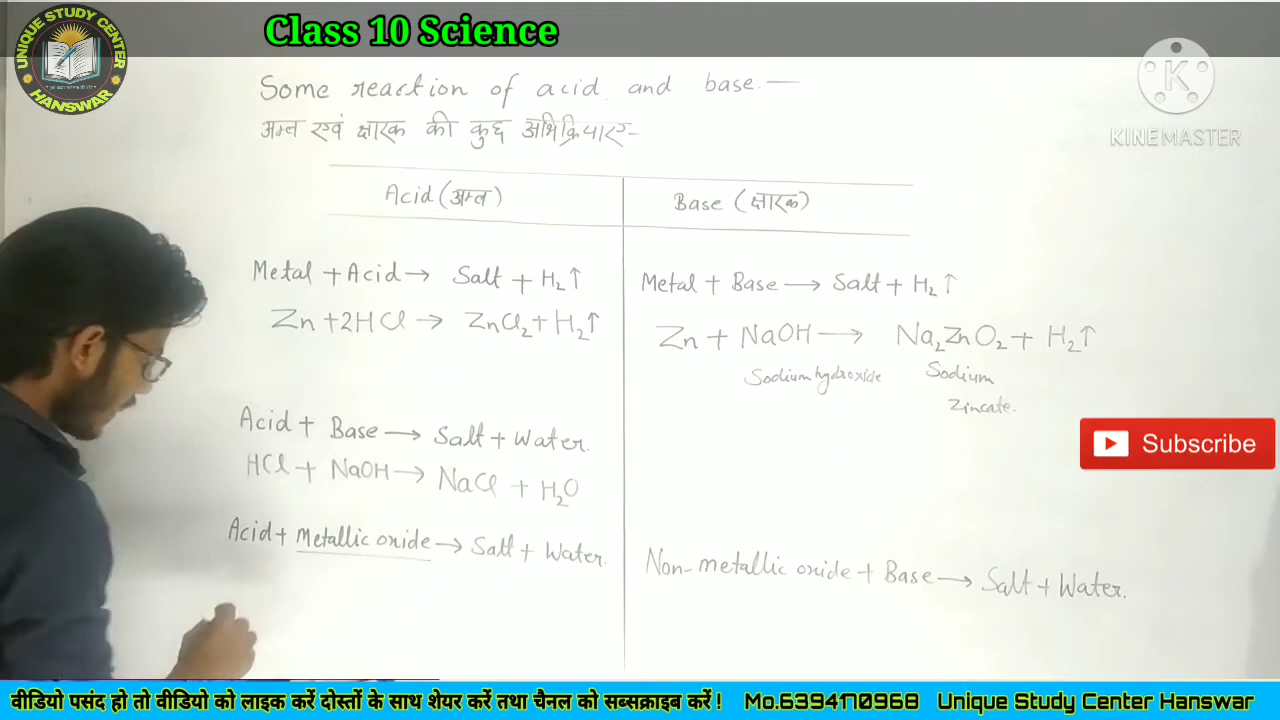 Class 10 Science
UNIQUE STUDY CENTER
HANSWAR
KINEMASTER
Some reaction of acid and base.—
अम्ल एवं क्षारक की कुछ अभिक्रियाएं-
Acid (अम्ल)
Metal + Acid → Salt + H₂↑
Zn + 2HCl → ZnCl₂ + H₂↑
Acid + Base → Salt + Water.
HCl + NaOH → NaCl + H₂O
Acid + Metallic oxide → Salt + Water.
Base (क्षारक)
Metal + Base → Salt + H₂↑
Zn + NaOH → Na₂ZnO₂ + H₂↑
Sodium hydroxide Sodium
Zincate.
Non-metallic oxide + Base → Salt + Water.
Subscribe
वीडियो पसंद हो तो वीडियो को लाइक करें दोस्तों के साथ शेयर करें तथा चैनल को सब्सक्राइब करें ! Mo.6394170968 Unique Study Center Hanswar